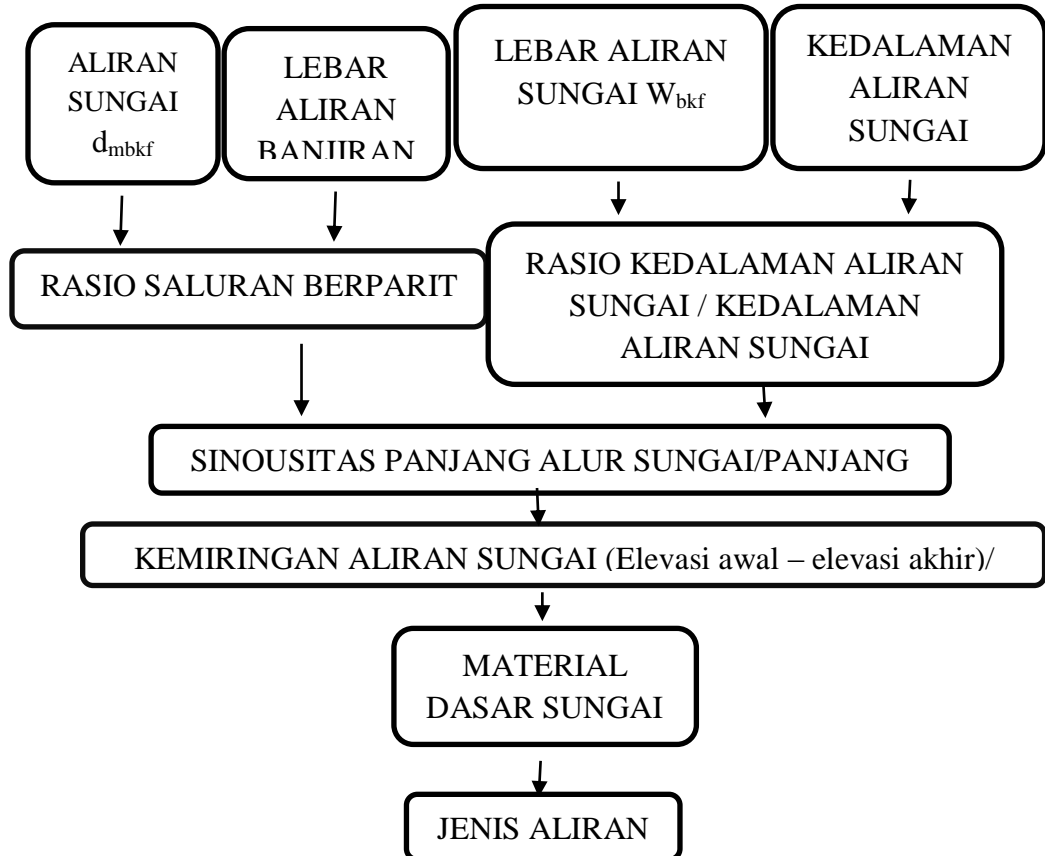 ALIRAN
SUNGAI
dmbkf
LEBAR
ALIRAN
BANJIRAN
LEBAR ALIRAN
SUNGAI Wbkf
KEDALAMAN
ALIRAN
SUNGAI
RASIO SALURAN BERPARIT
RASIO KEDALAMAN ALIRAN
SUNGAI / KEDALAMAN
ALIRAN SUNGAI
SINOUSITAS PANJANG ALUR SUNGAI/PANJANG
KEMIRINGAN ALIRAN SUNGAI (Elevasi awal – elevasi akhir)/
MATERIAL
DASAR SUNGAI
JENIS ALIRAN